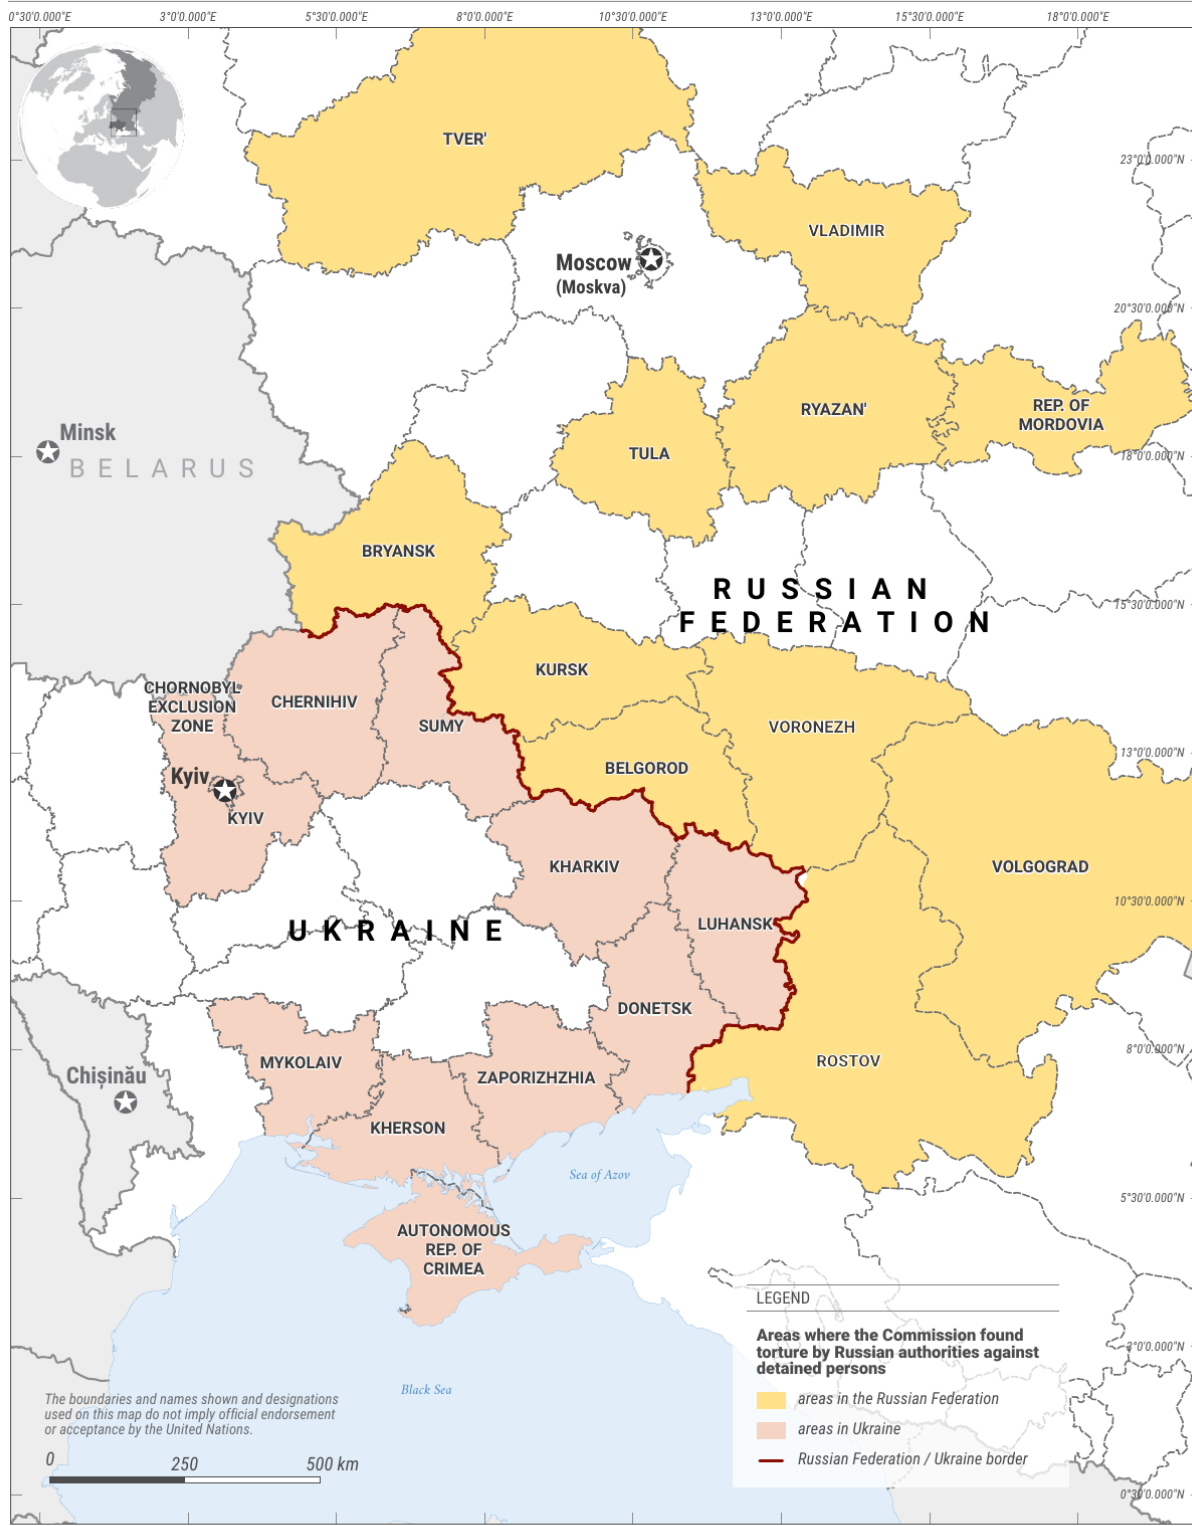 0°30'0.000"E 3°0'0.000"E 5°30'0.000"E 8°0'0.000"E 10°30'0.000"E 13°0'0.000"E 15°30'0.000"E 18°0'0.000"E
TVER'
23°0'0.000"N
VLADIMIR
Moscow
(Moskva)
20°30'0.000"N
RYAZAN'
REP. OF
MORDOVIA
Minsk
BELARUS
TULA
18°0'0.000"N
BRYANSK
RUSSIAN
FEDERATION
15°30'0.000"N
KURSK
CHORNOBYL
EXCLUSION
ZONE
CHERNIHIV
SUMY
VORONEZH
13°0'0.000"N
BELGOROD
Kyiv
KYIV
KHARKIV
VOLGOGRAD
10°30'0.000"N
LUHANSK
UKRAINE
DONETSK
8°0'0.000"N
MYKOLAIV
ROSTOV
Chișinău
ZAPORIZHZHIA
KHERSON
Sea of Azov
5°30'0.000"N
AUTONOMOUS
REP. OF
CRIMEA
LEGEND
Areas where the Commission found
torture by Russian authorities against
detained persons
3°0'0.000"N
areas in the Russian Federation
areas in Ukraine
Russian Federation / Ukraine border
Black Sea
The boundaries and names shown and designations
used on this map do not imply official endorsement
or acceptance by the United Nations.
0 250 500 km
0°30'0.000"N